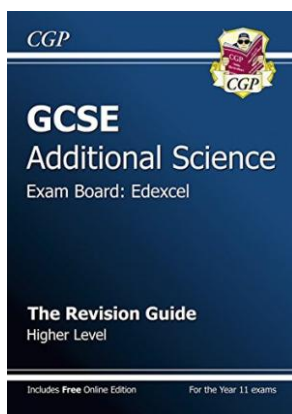 CGP
CGP
GCSE
Additional Science
Exam Board: Edexcel
The Revision Guide
Higher Level
Includes Free Online Edition
For the Year 11 exams